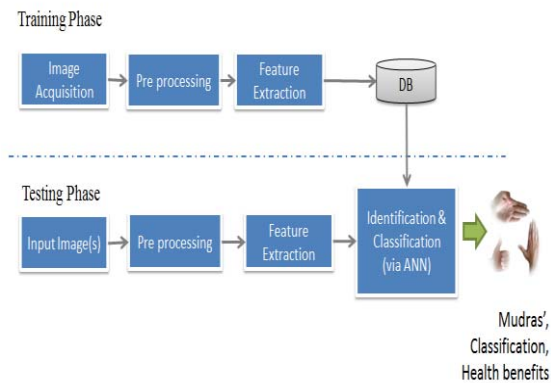 Training Phase
Image
Acquisition
Pre processing
Feature
Extraction
DB
Testing Phase
Input Image(s)
Pre processing
Feature
Extraction
Identification &
Classification
(via ANN)
Mudras’,
Classification,
Health benefits